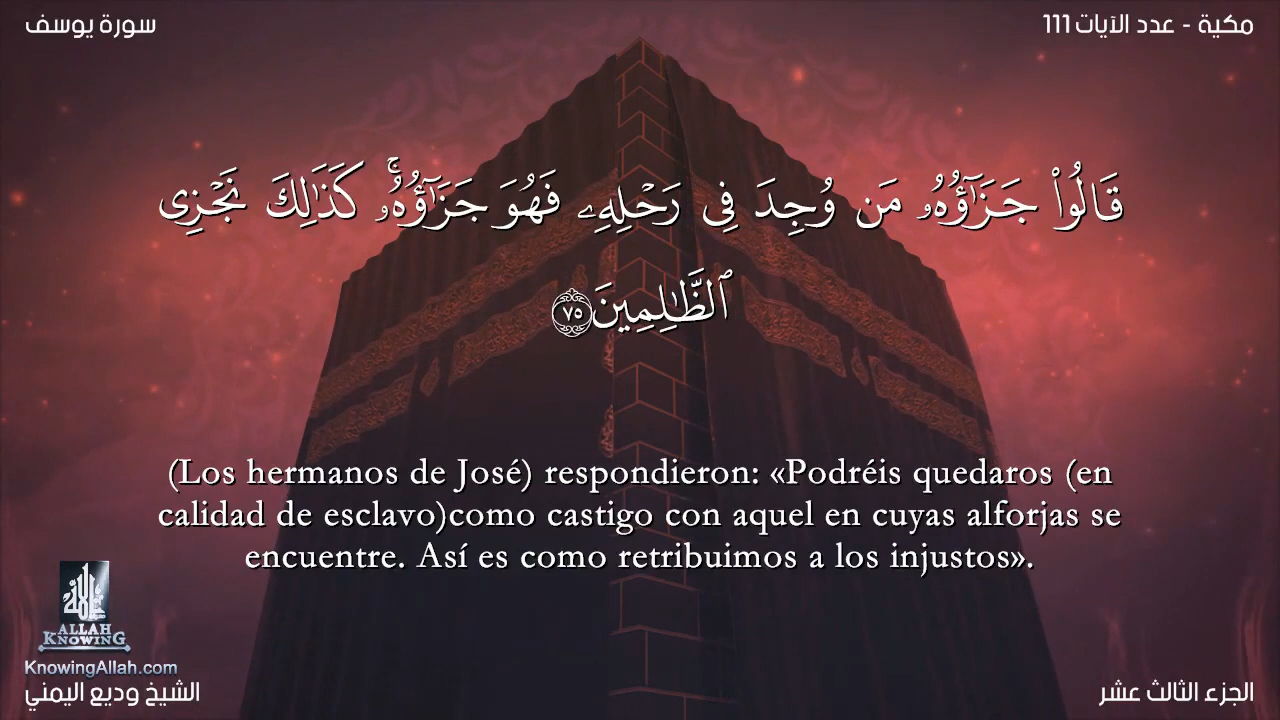 سورة يوسف
مكية - عدد الآيات 111
قَالُوا۟ جَزَٰٓؤُهُۥ مَن وُجِدَ فِى رَحْلِهِۦ فَهُوَ جَزَٰٓؤُهُۥ ۚ كَذَٰلِكَ نَجْزِى
ٱلظَّٰلِمِينَ ٧٥
(Los hermanos de José) respondieron: «Podréis quedaros (en
calidad de esclavo)como castigo con aquel en cuyas alforjas se
encuentre. Así es como retribuimos a los injustos».
الله
ALLAH
KNOWING
KnowingAllah.com
الشيخ وديع اليمني
الجزء الثالث عشر